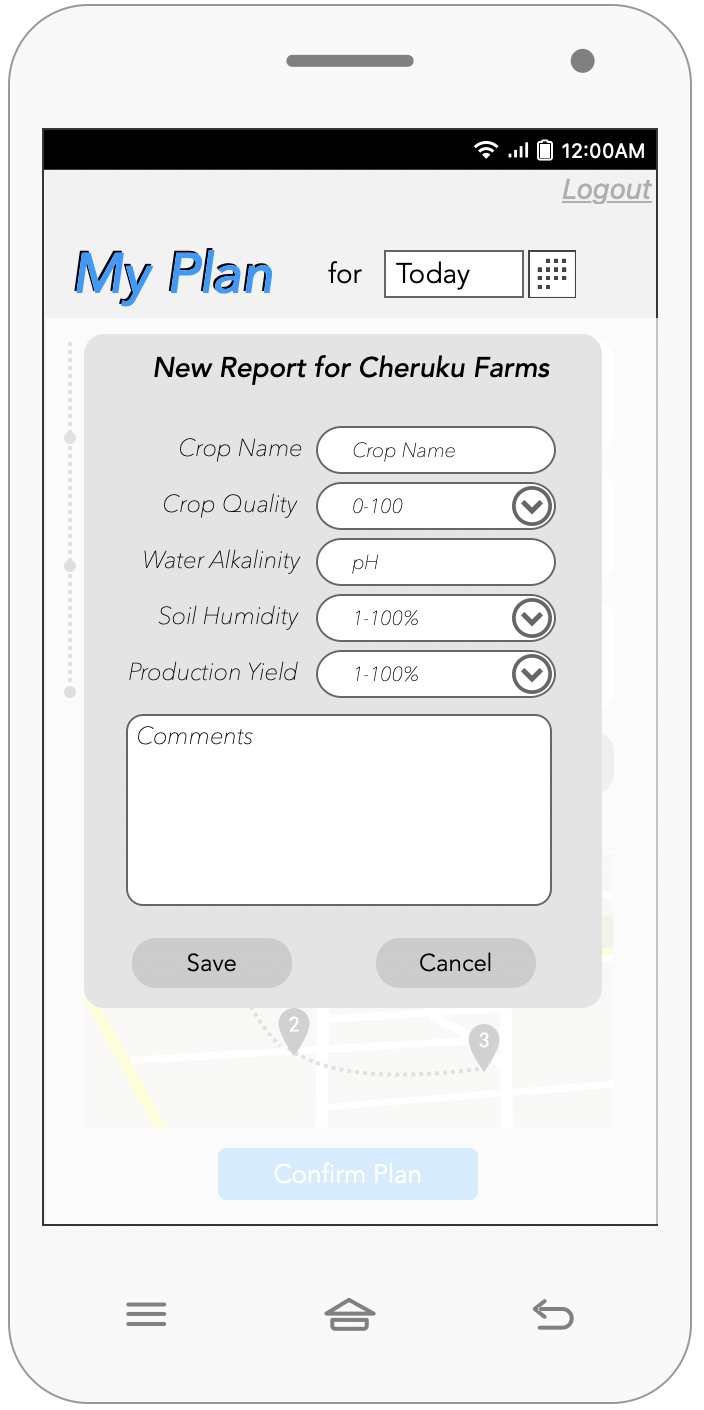 12:00AM
Logout
My Plan for Today
New Report for Cheruku Farms
Crop Name Crop Name
Crop Quality 0-100
Water Alkalinity pH
Soil Humidity 1-100%
Production Yield 1-100%
Comments
Save Cancel
2
3
Confirm Plan